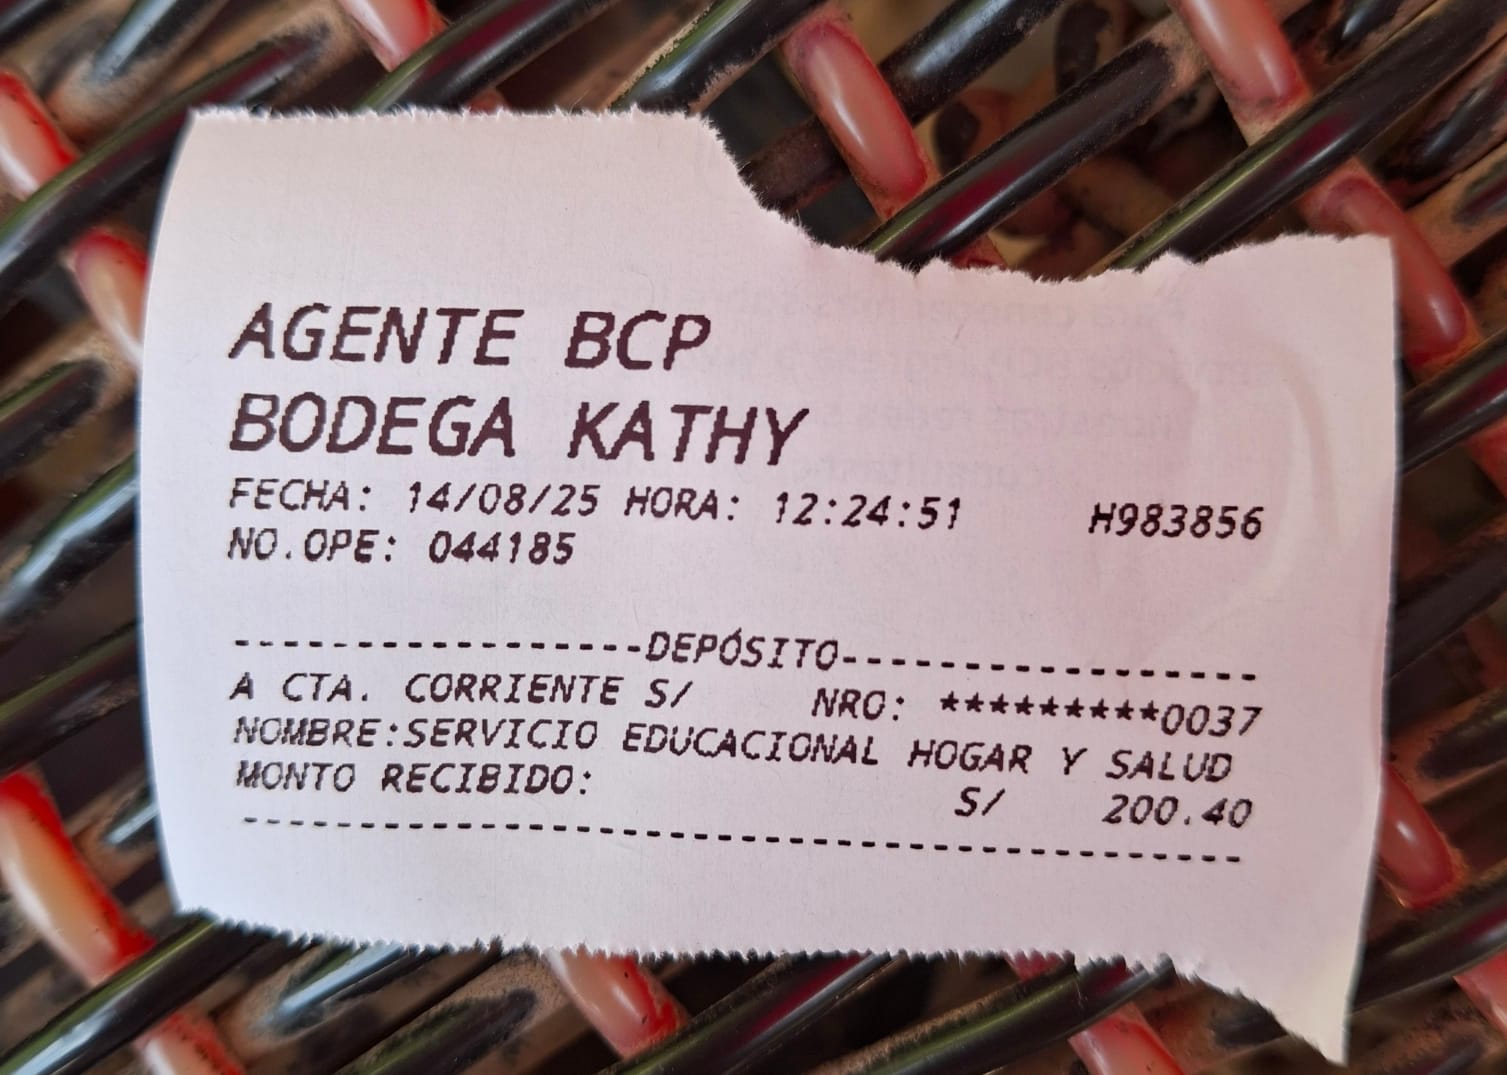 AGENTE BCP
BODEGA KATHY
FECHA: 14/08/25 HORA: 12:24:51 H983856
NO.OPE: 044185
------------------DEPÓSITO------------------
A CTA. CORRIENTE S/ NRO: *********0037
NOMBRE:SERVICIO EDUCACIONAL HOGAR Y SALUD
MONTO RECIBIDO: S/ 200.40
--------------------------------------------